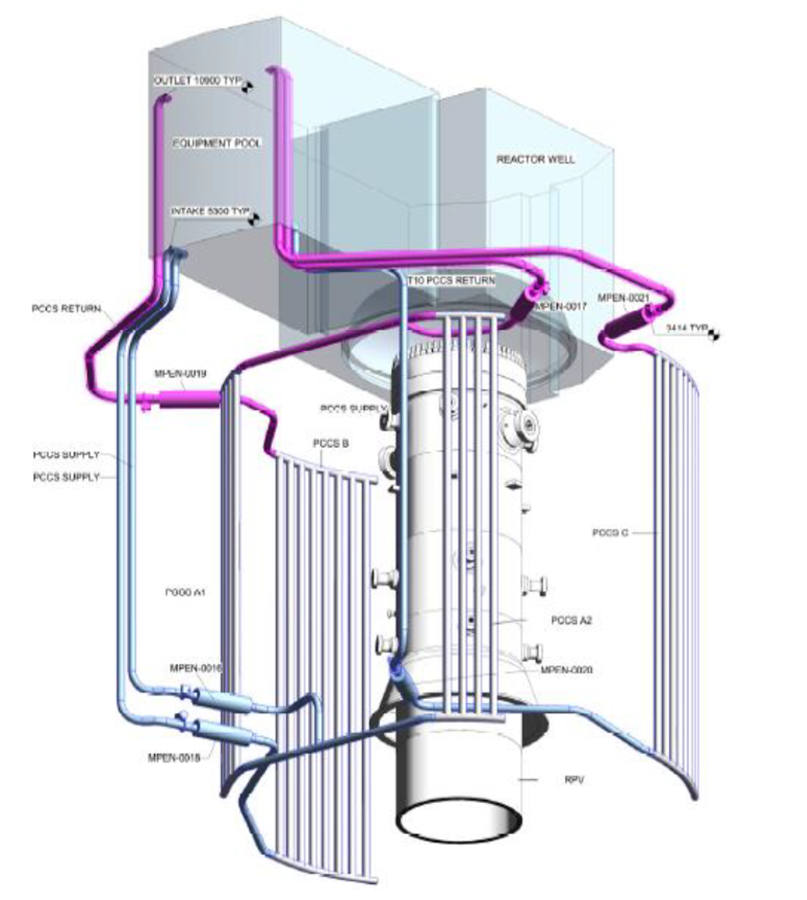 OUTLET 10900 TYP
EQUIPMENT POOL
REACTOR WELL
INTAKE 5300 TYP
T10 PCCS RETURN
PCCS RETURN
MPEN-0017
MPEN-0021
3414 TYP
MPEN-0019
PCCS SUPPLY
PCCS B
PCCS SUPPLY
PCCS SUPPLY
PCCS C
PCCS A1
PCCS A2
MPEN-0016
MPEN-0020
MPEN-0018
RPV